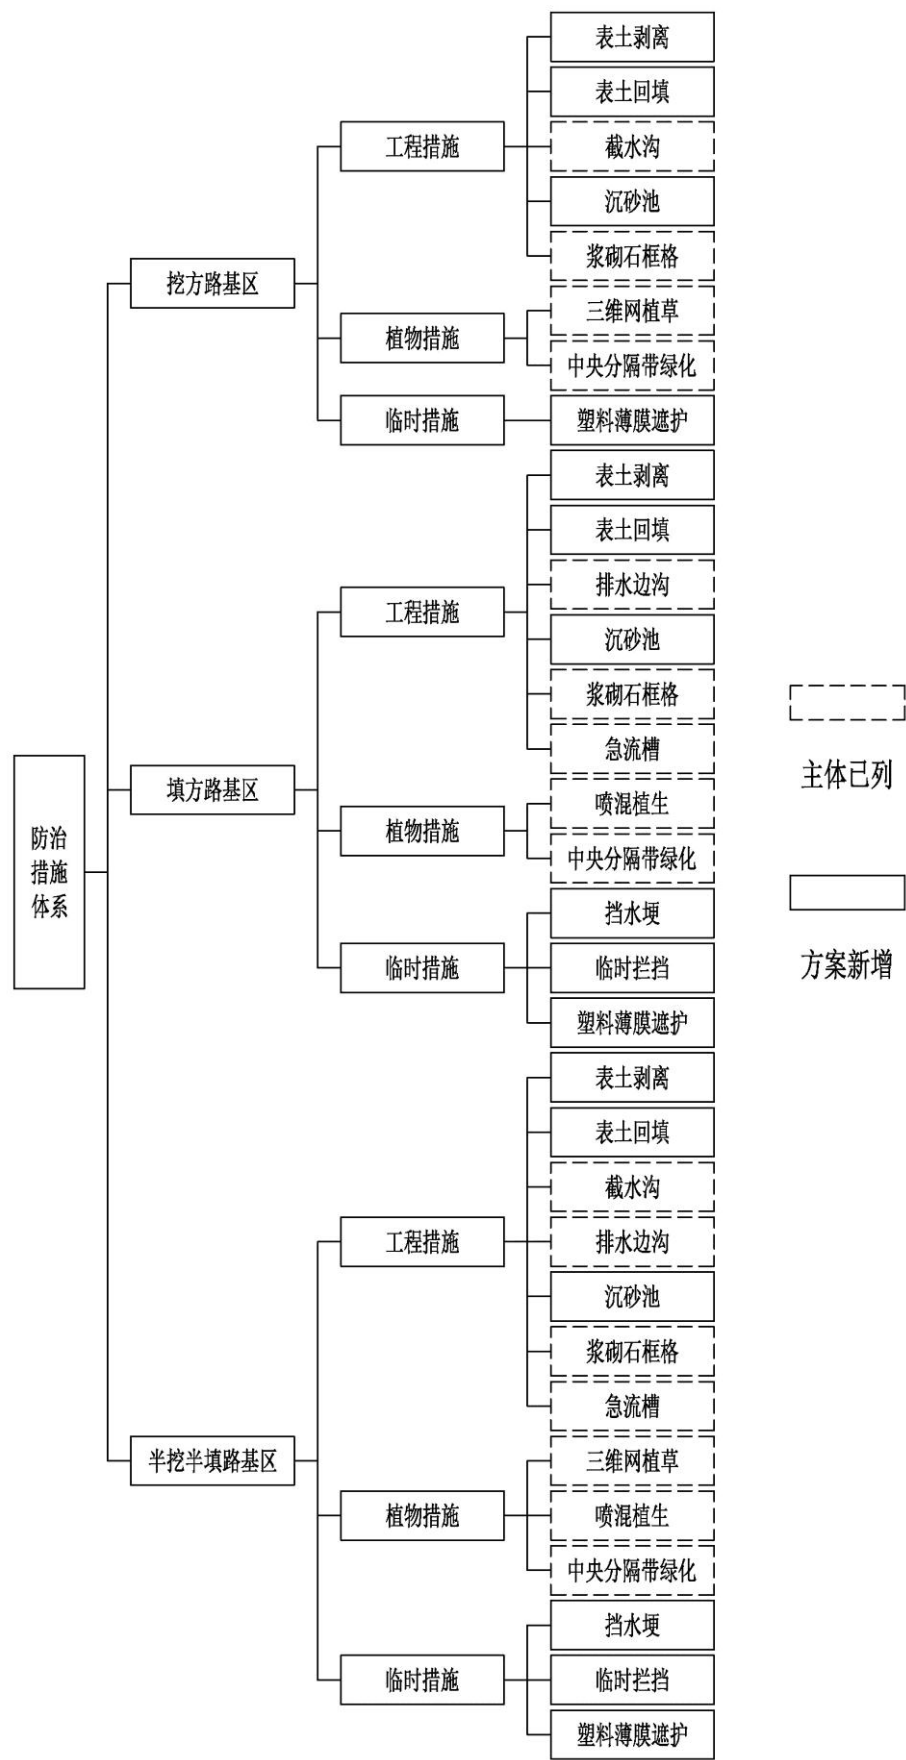 防治
措施
体系
挖方路基区
工程措施
表土剥离
表土回填
截水沟
沉砂池
浆砌石框格
植物措施
三维网植草
中央分隔带绿化
临时措施
塑料薄膜遮护
填方路基区
工程措施
表土剥离
表土回填
排水边沟
沉砂池
浆砌石框格
急流槽
植物措施
喷混植生
中央分隔带绿化
临时措施
挡水埂
临时拦挡
塑料薄膜遮护
半挖半填路基区
工程措施
表土剥离
表土回填
截水沟
排水边沟
沉砂池
浆砌石框格
急流槽
植物措施
三维网植草
喷混植生
中央分隔带绿化
临时措施
挡水埂
临时拦挡
塑料薄膜遮护
主体已列
方案新增